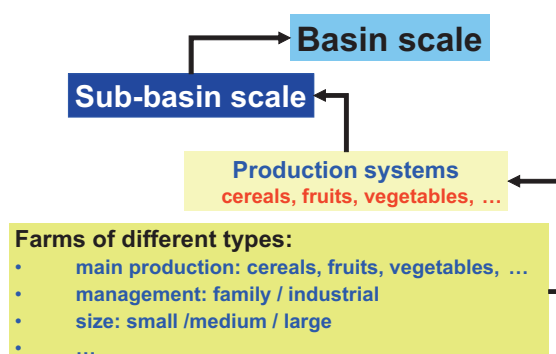 Basin scale
Sub-basin scale
Production systems
cereals, fruits, vegetables, …
Farms of different types:
• main production: cereals, fruits, vegetables, …
• management: family / industrial
• size: small /medium / large
• …